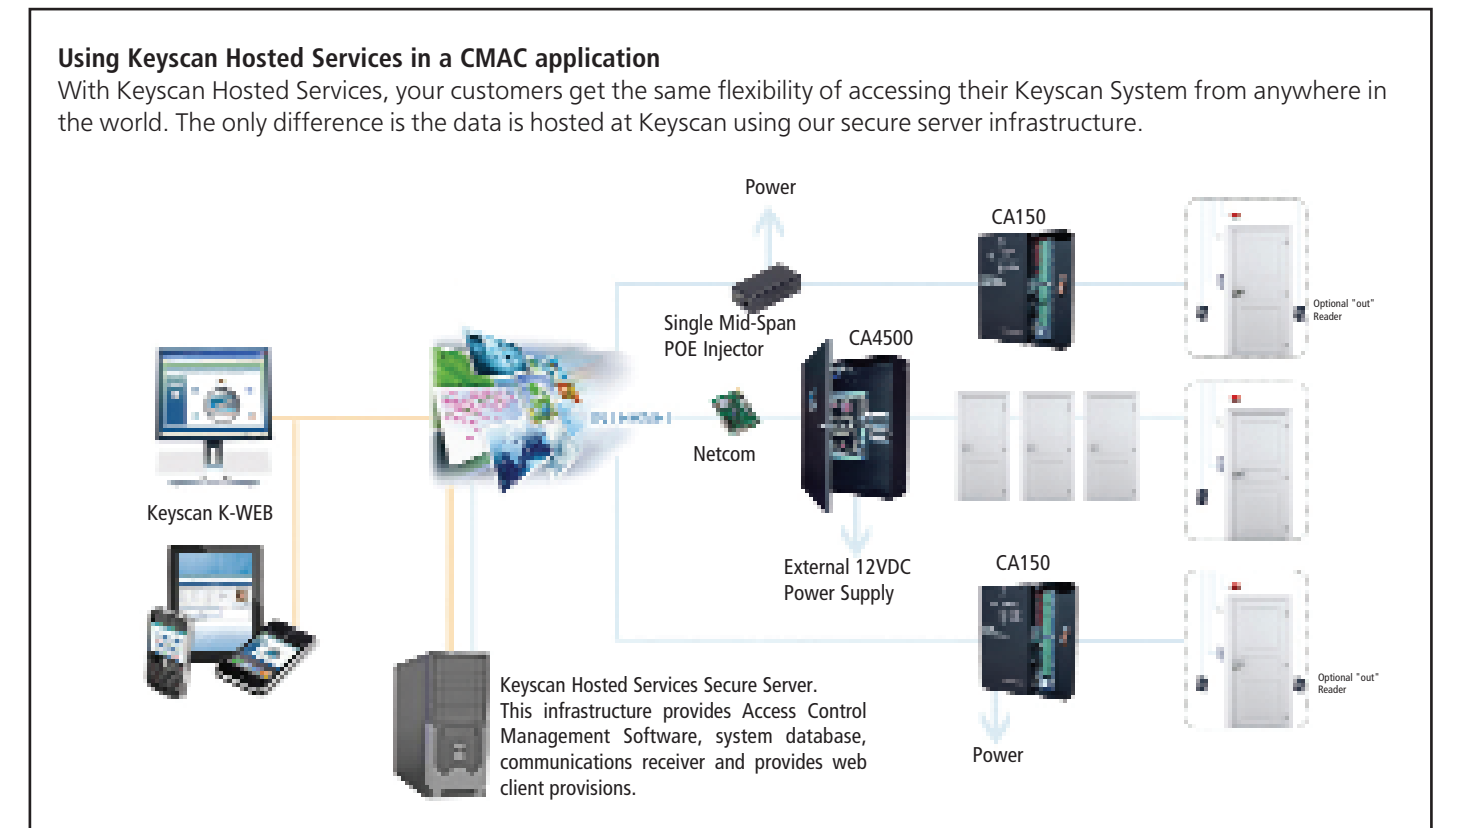 Using Keyscan Hosted Services in a CMAC application
With Keyscan Hosted Services, your customers get the same flexibility of accessing their Keyscan System from anywhere in
the world. The only difference is the data is hosted at Keyscan using our secure server infrastructure.
Power
CA150
Optional "out"
Reader
Single Mid-Span
POE Injector
CA4500
Netcom
Keyscan K-WEB
External 12VDC
Power Supply
CA150
Optional "out"
Reader
Keyscan Hosted Services Secure Server.
This infrastructure provides Access Control
Management Software, system database,
communications receiver and provides web
client provisions.
Power